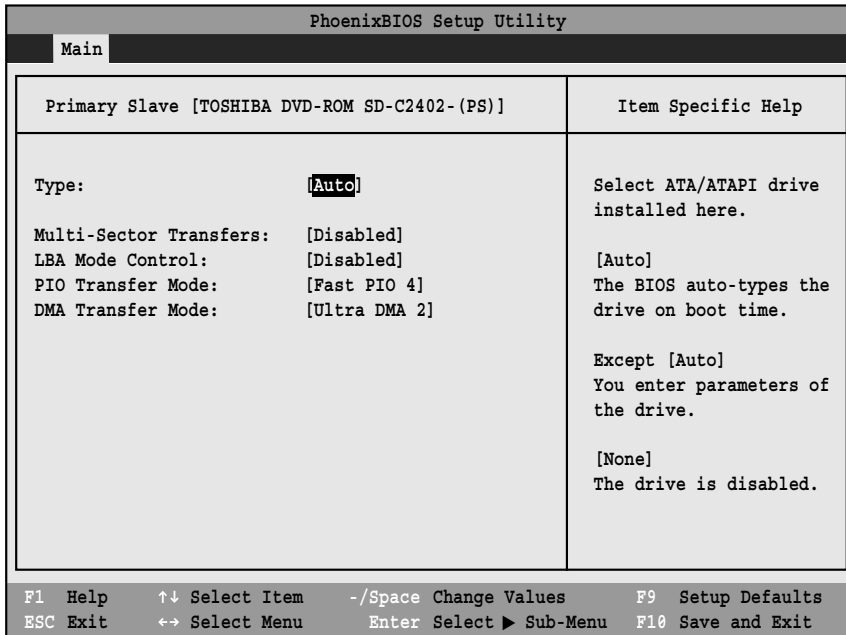 PhoenixBIOS Setup Utility
Main
Primary Slave [TOSHIBA DVD-ROM SD-C2402-(PS)]
Item Specific Help
Type: [Auto]
Multi-Sector Transfers: [Disabled]
LBA Mode Control: [Disabled]
PIO Transfer Mode: [Fast PIO 4]
DMA Transfer Mode: [Ultra DMA 2]
Select ATA/ATAPI drive
installed here.
[Auto]
The BIOS auto-types the
drive on boot time.
Except [Auto]
You enter parameters of
the drive.
[None]
The drive is disabled.
F1 Help ↑↓ Select Item -/Space Change Values F9 Setup Defaults
ESC Exit ←→ Select Menu Enter Select ▶ Sub-Menu F10 Save and Exit